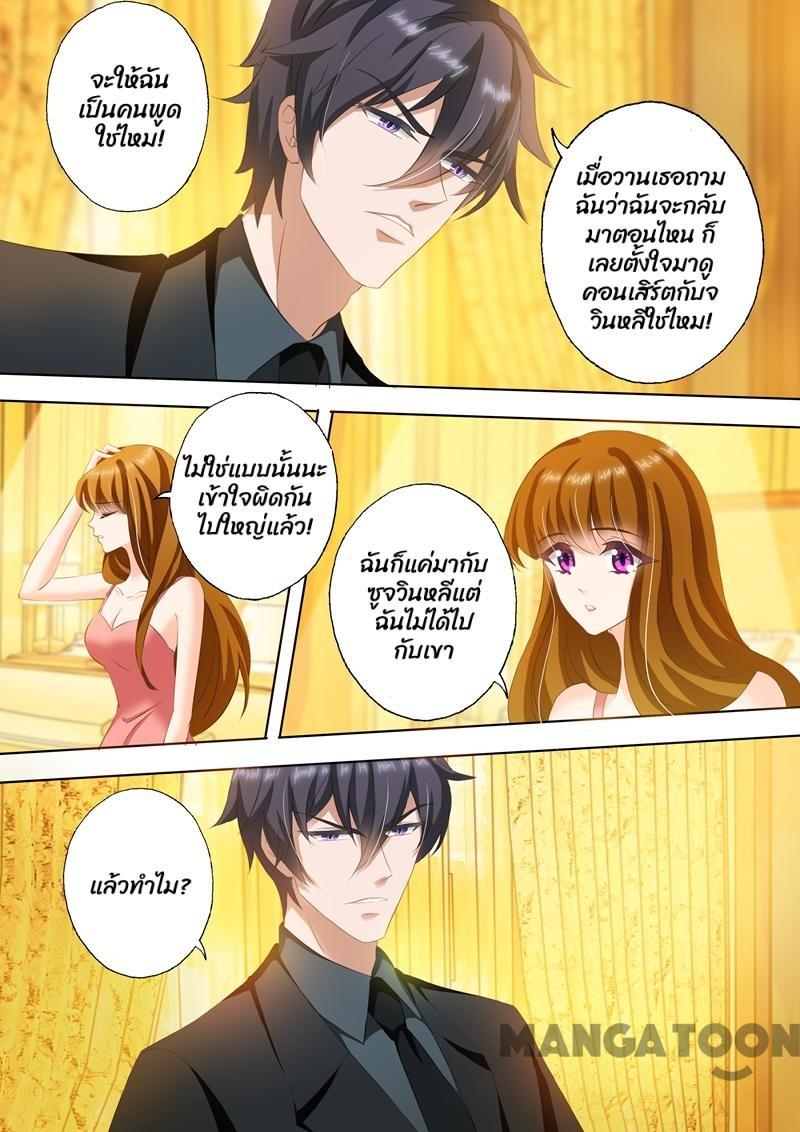 จะให้ฉัน
เป็นคนพูด
ใช่ไหม!
เมื่อวานเธอถาม
ฉันว่าฉันจะกลับ
มาตอนไหน ก็
เลยตั้งใจมาดู
คอนเสิร์ตกับจ
วินหลีใช่ไหม!
ไม่ใช่แบบนั้นนะ
เข้าใจผิดกัน
ไปใหญ่แล้ว!
ฉันก็แค่มากับ
ซูจวินหลีแต่
ฉันไม่ได้ไป
กับเขา
แล้วทำไม?
MANGATOON